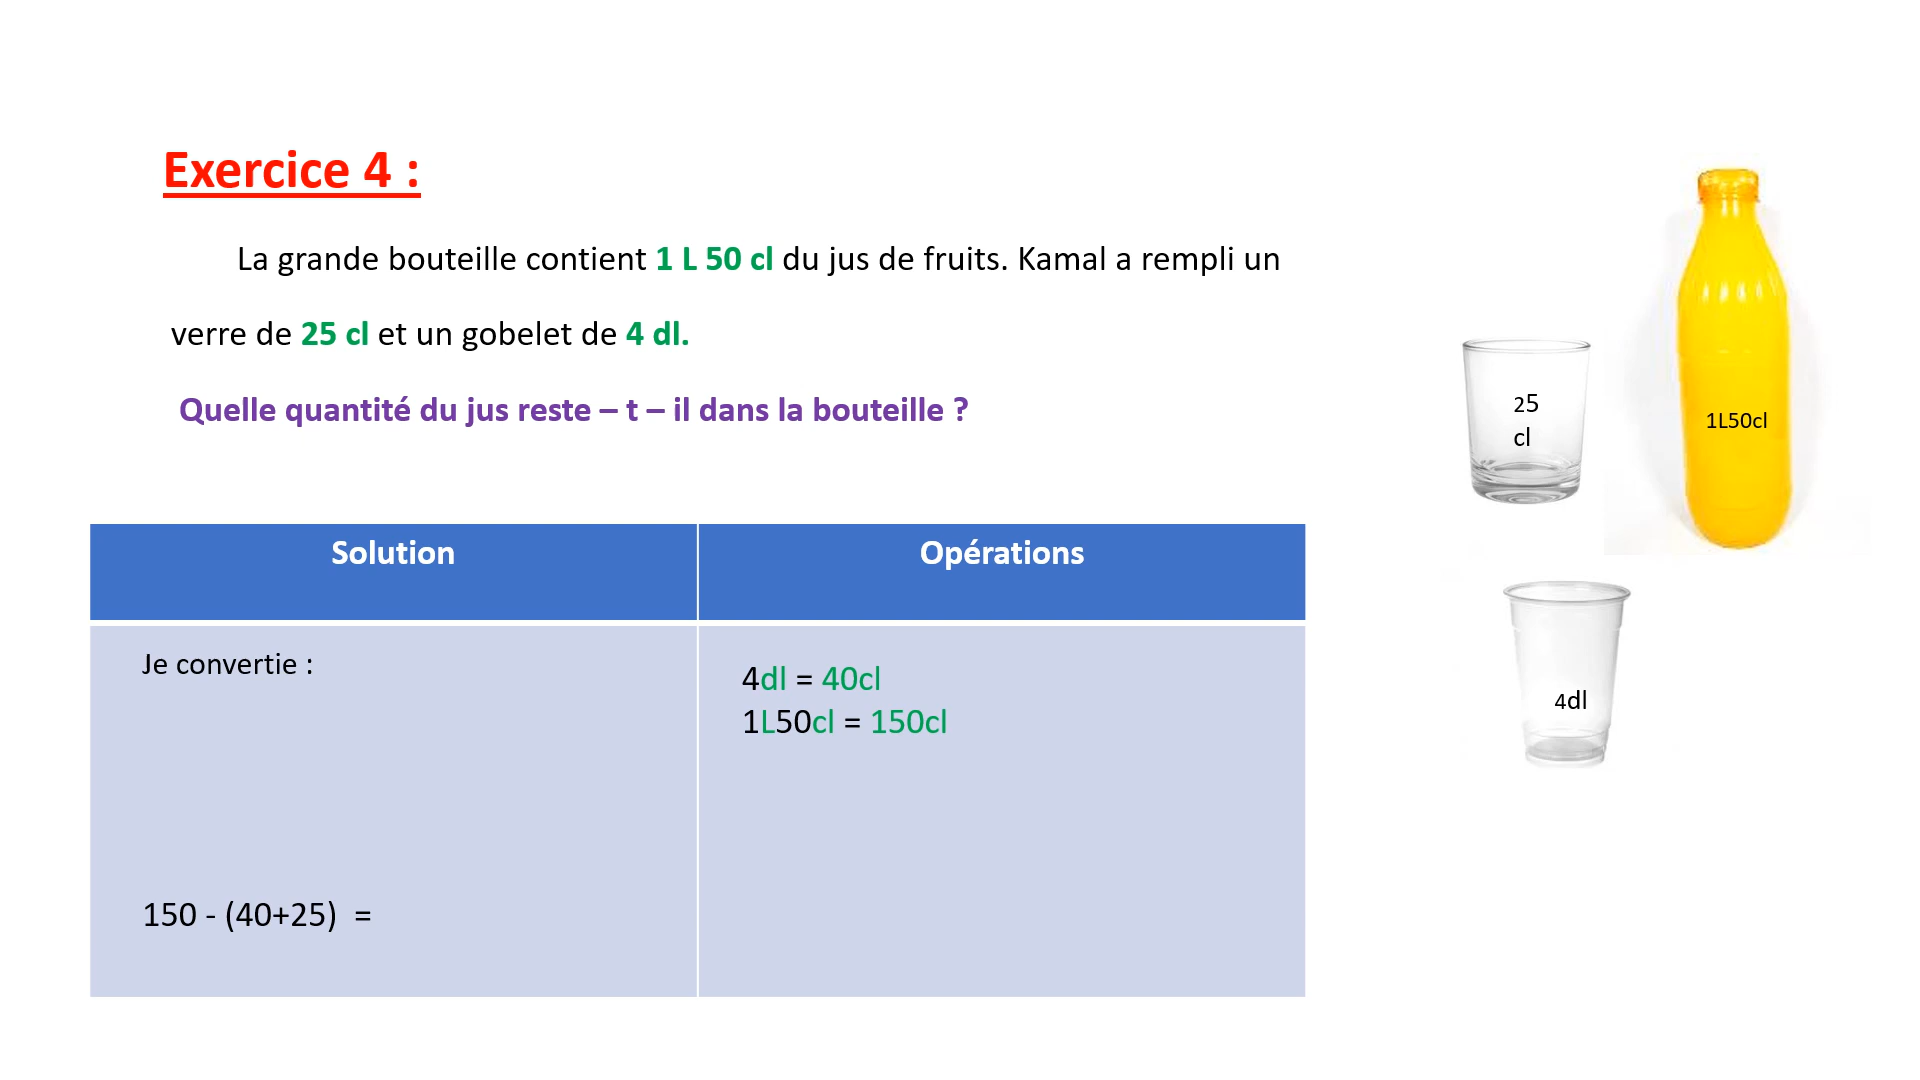 Exercice 4 :
La grande bouteille contient 1 L 50 cl du jus de fruits. Kamal a rempli un
verre de 25 cl et un gobelet de 4 dl.
Quelle quantité du jus reste – t – il dans la bouteille ?
25
cl
1L50cl
4dl
Solution
Opérations
Je convertie :
4dl = 40cl
1L50cl = 150cl
150 - (40+25) =